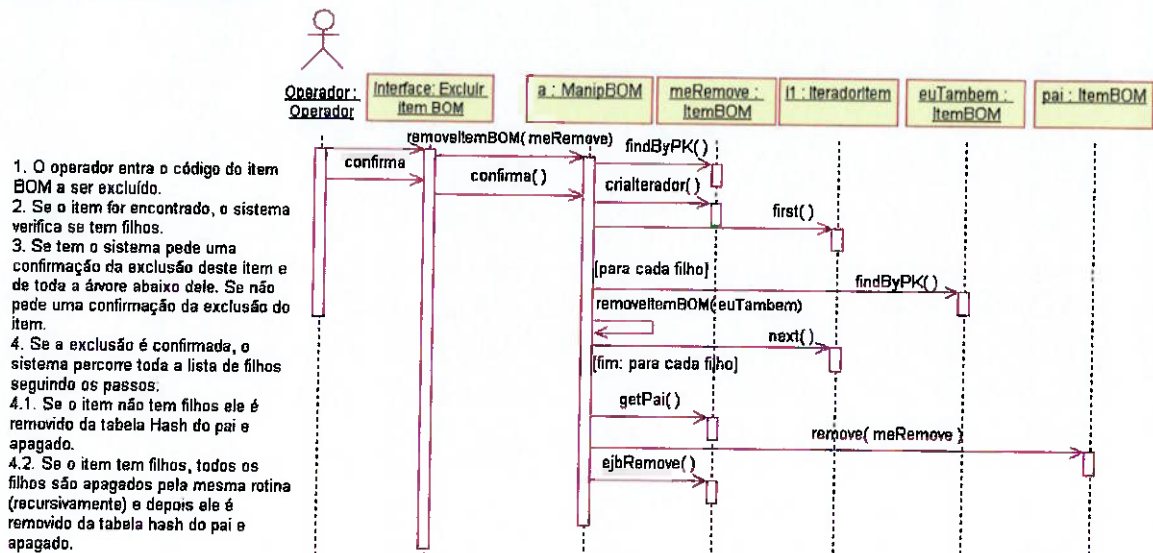 Operador :
Operador
Interface: Excluir
item BOM
a : ManipBOM
meRemove :
ItemBOM
i1 : IteradorItem
euTambem :
ItemBOM
pai : ItemBOM
removeItemBOM( meRemove)
findByPK( )
confirma
confirma( )
criaIterador( )
first( )
[para cada filho]
findByPK( )
removeItemBOM( euTambem)
next( )
[fim: para cada filho]
getPai( )
remove( meRemove )
ejbRemove( )
1. O operador entra o código do item
BOM a ser excluído.
2. Se o item for encontrado, o sistema
verifica se tem filhos.
3. Se tem o sistema pede uma
confirmação da exclusão deste item e
de toda a árvore abaixo dele. Se não
pede uma confirmação da exclusão do
item.
4. Se a exclusão é confirmada, o
sistema percorre toda a lista de filhos
seguindo os passos:
4.1. Se o item não tem filhos ele é
removido da tabela Hash do pai e
apagado.
4.2. Se o item tem filhos, todos os
filhos são apagados pela mesma rotina
(recursivamente) e depois ele é
removido da tabela hash do pai e
apagado.